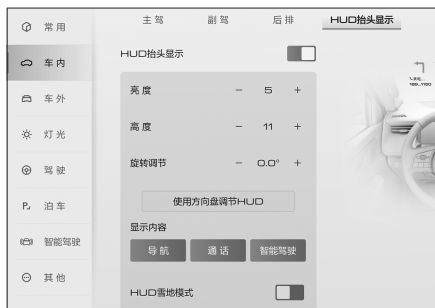 常用
车内
车外
灯光
驾驶
泊车
智能驾驶
其他
主驾 副驾 后排 HUD抬头显示
HUD抬头显示
亮度 − 5 +
高度 − 11 +
旋转调节 − 0.0° +
使用方向盘调节HUD
显示内容
导航 通话 智能驾驶
HUD雪地模式